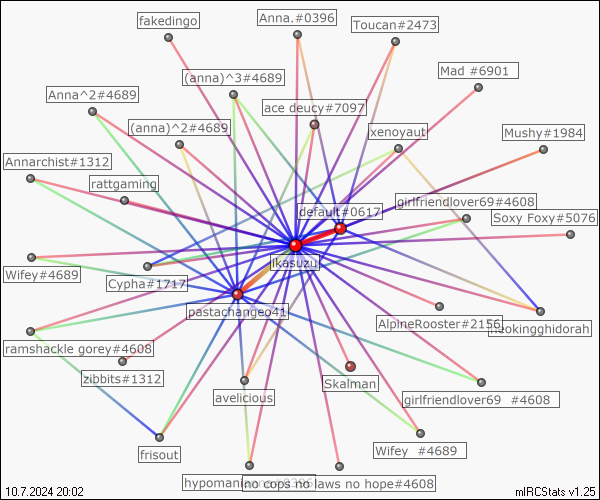 fakedingo
Anna.#0396
Toucan#2473
(anna)^3#4689
Mad #6901
Anna^2#4689
ace deucy#7097
(anna)^2#4689
xenoyaut
Mushy#1984
Annarchist#1312
rattgaming
girlfriendlover69#4608
default#0617
Soxy Foxy#5076
ikasuzu
Wifey#4689
Cypha#1717
pastachangeo41
neokingghidorah
AlpineRooster#2156
ramshackle gorey#4608
zibbits#1312
Skalman
avelicious
girlfriendlover69 #4608
frisout
Wifey #4689
no cops no laws no hope#4608
10.7.2024 20:02
mIRCStats v1.25